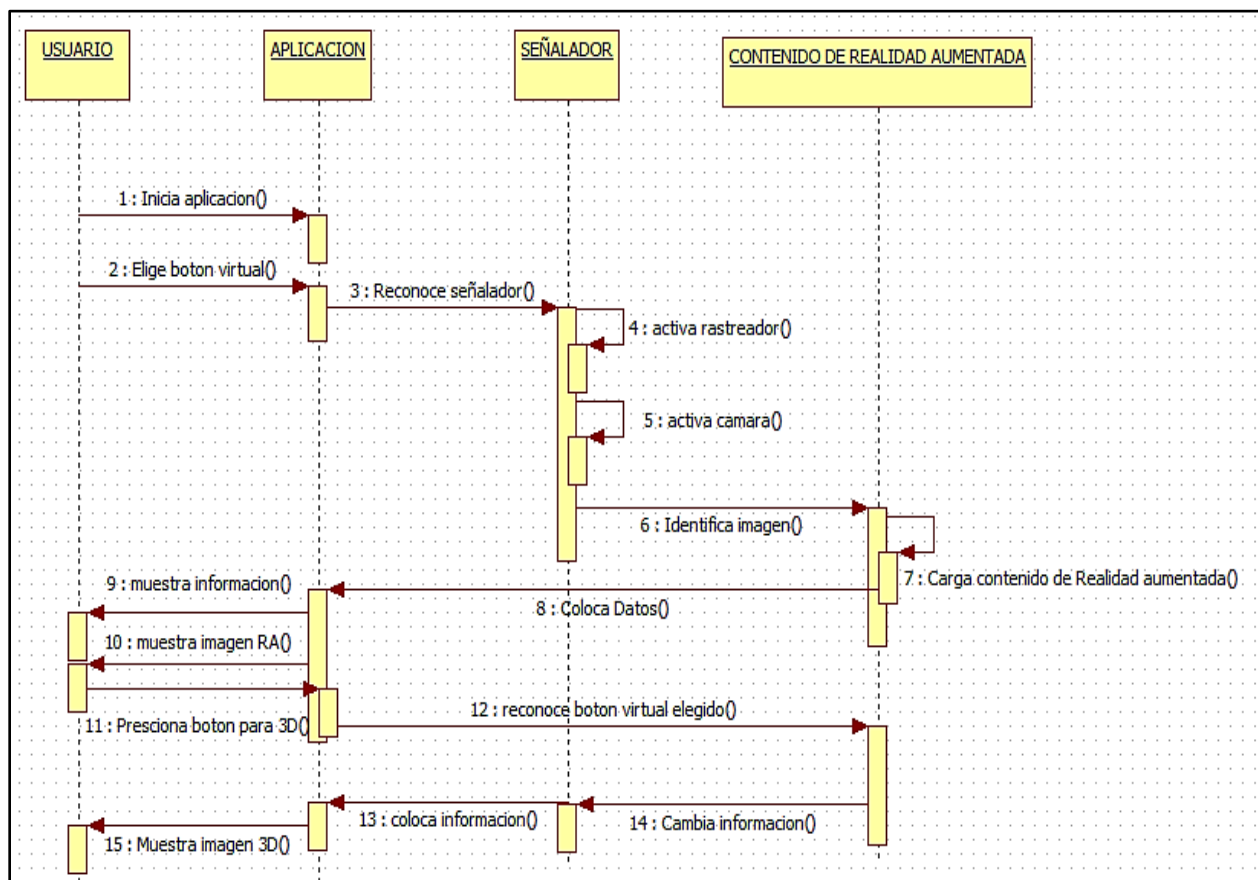 USUARIO
APLICACION
SEÑALADOR
CONTENIDO DE REALIDAD AUMENTADA
1 : Inicia aplicacion()
2 : Elige boton virtual()
3 : Reconoce señalador()
4 : activa rastreador()
5 : activa camara()
6 : Identifica imagen()
7 : Carga contenido de Realidad aumentada()
8 : Coloca Datos()
9 : muestra informacion()
10 : muestra imagen RA()
11 : Presciona boton para 3D()
12 : reconoce boton virtual elegido()
13 : coloca informacion()
14 : Cambia informacion()
15 : Muestra imagen 3D()